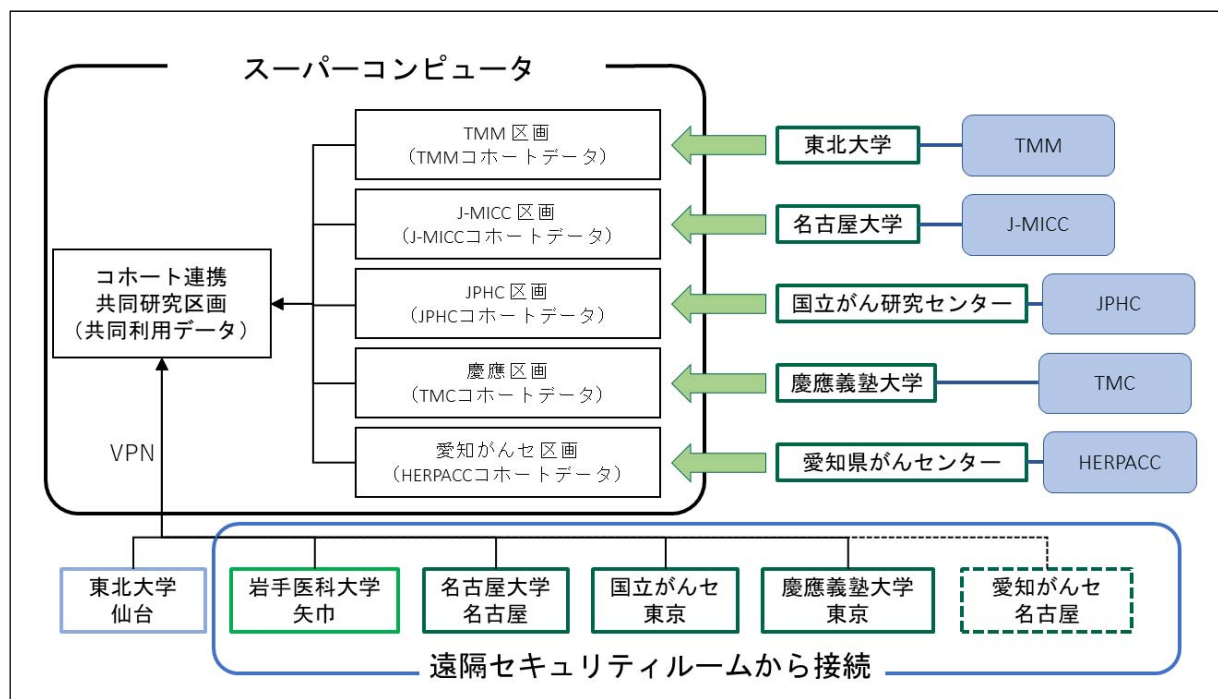 スーパーコンピュータ
TMM 区画
(TMMコホートデータ)
東北大学
TMM
J-MICC 区画
(J-MICCコホートデータ)
名古屋大学
J-MICC
コホート連携
共同研究区画
(共同利用データ)
JPHC 区画
(JPHCコホートデータ)
国立がん研究センター
JPHC
慶應区画
(TMCコホートデータ)
慶應義塾大学
TMC
愛知がんセ区画
(HERPACCコホートデータ)
愛知県がんセンター
HERPACC
VPN
東北大学
仙台
岩手医科大学
矢巾
名古屋大学
名古屋
国立がんセ
東京
慶應義塾大学
東京
愛知がんセ
名古屋
遠隔セキュリティルームから接続